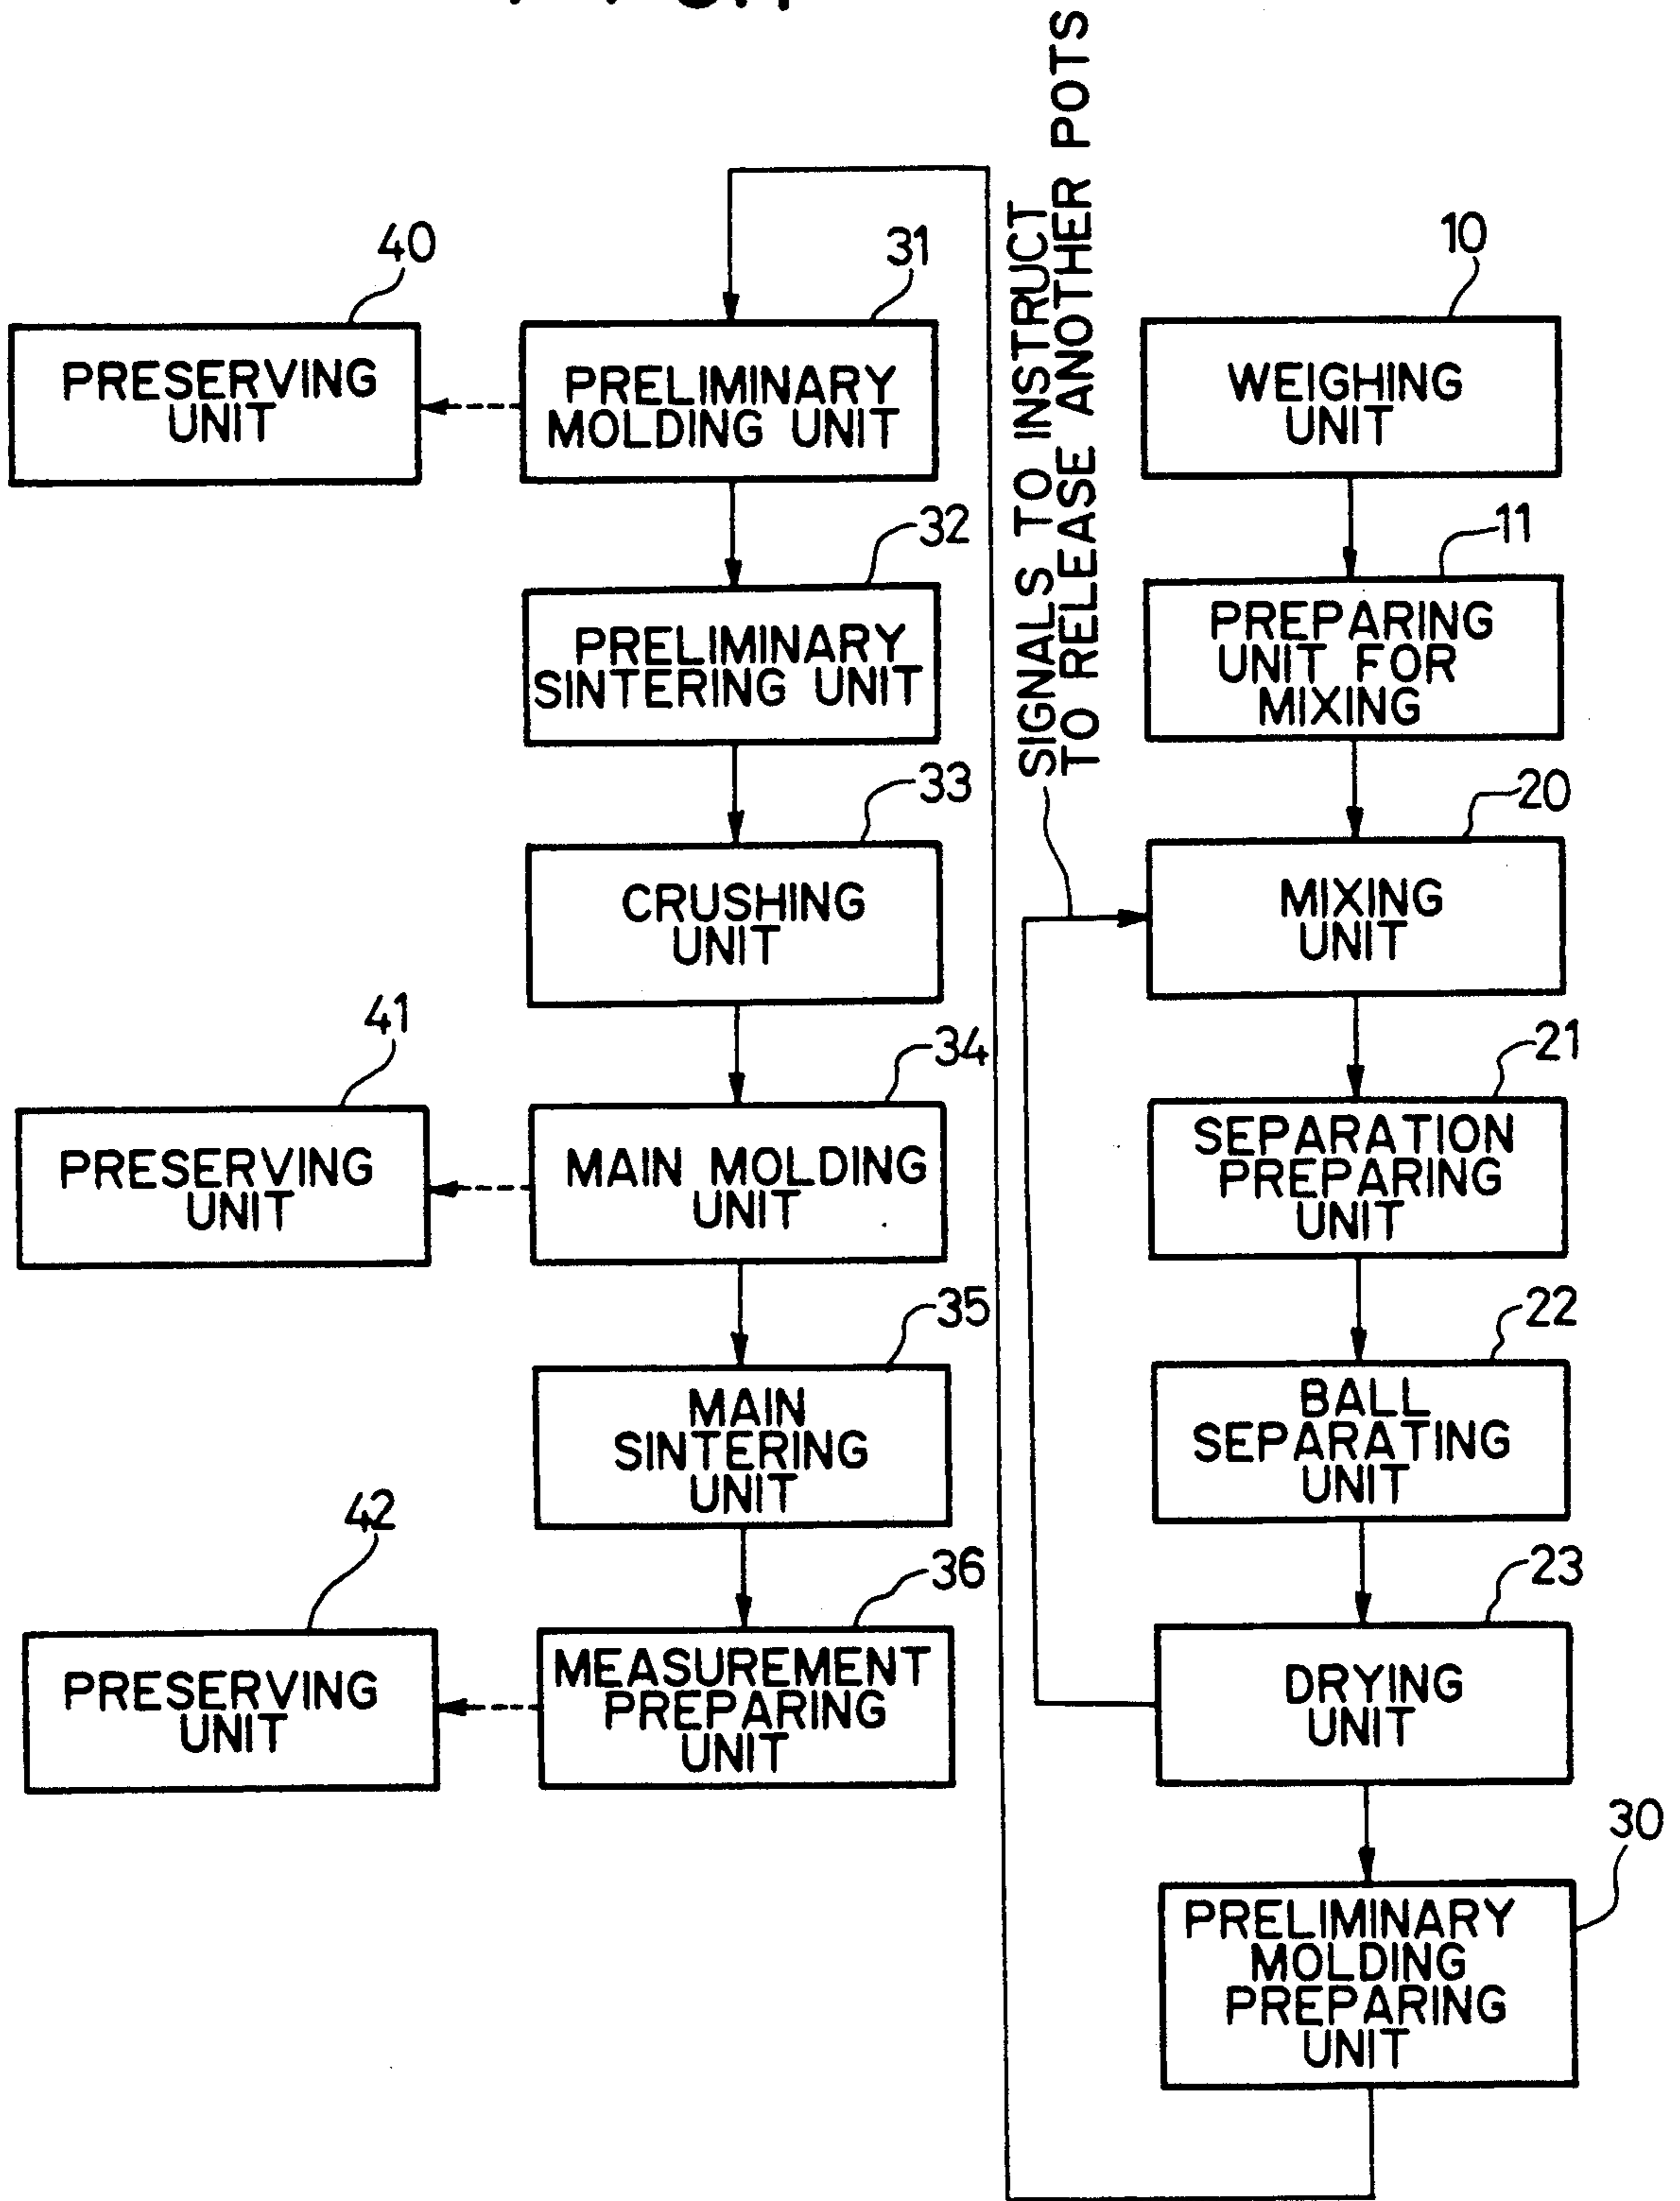 40
PRESERVING
UNIT
31
PRELIMINARY
MOLDING UNIT
32
PRELIMINARY
SINTERING UNIT
33
CRUSHING
UNIT
41
PRESERVING
UNIT
34
MAIN MOLDING
UNIT
35
MAIN
SINTERING
UNIT
42
PRESERVING
UNIT
36
MEASUREMENT
PREPARING
UNIT
SIGNALS TO INSTRUCT
TO RELEASE ANOTHER POTS
10
WEIGHING
UNIT
11
PREPARING
UNIT FOR
MIXING
20
MIXING
UNIT
21
SEPARATION
PREPARING
UNIT
22
BALL
SEPARATING
UNIT
23
DRYING
UNIT
30
PRELIMINARY
MOLDING
PREPARING
UNIT